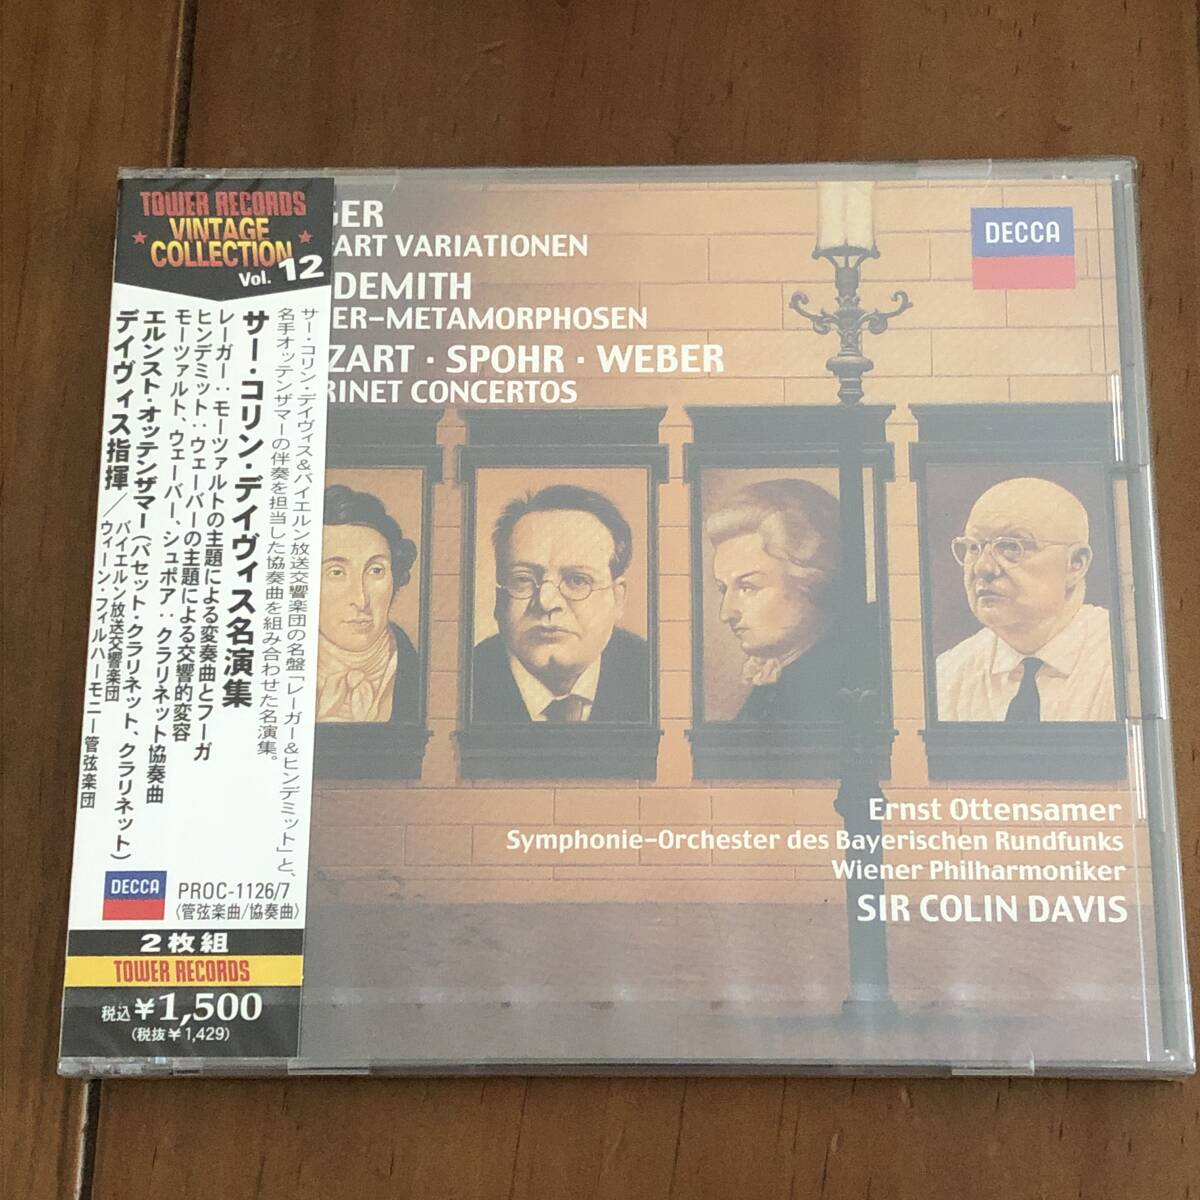 TOWER RECORDS
VINTAGE
COLLECTION
Vol. 12
サー・コリン・デイヴィス&バイエルン放送交響楽団の名盤「レーガー&ヒンデミット」と、
名手オッテンザマーの伴奏を担当した協奏曲を組み合わせた名演集。
サー・コリン・デイヴィス名演集
レーガー:モーツァルトの主題による変奏曲とフーガ
ヒンデミット:ウェーバーの主題による交響的変容
モーツァルト、ウェーバー、シュポア:クラリネット協奏曲
エルンスト・オッテンザマー(バセット・クラリネット、クラリネット)
デイヴィス指揮/バイエルン放送交響楽団
ウィーン・フィルハーモニー管弦楽団
DECCA
PROC-1126/7
〈管弦楽曲/協奏曲〉
2枚組
TOWER RECORDS
税込¥1,500
(税抜¥1,429)
GER
ART VARIATIONEN
DEMITH
ER-METAMORPHOSEN
ZART · SPOHR · WEBER
RINET CONCERTOS
DECCA
Ernst Ottensamer
Symphonie-Orchester des Bayerischen Rundfunks
Wiener Philharmoniker
SIR COLIN DAVIS